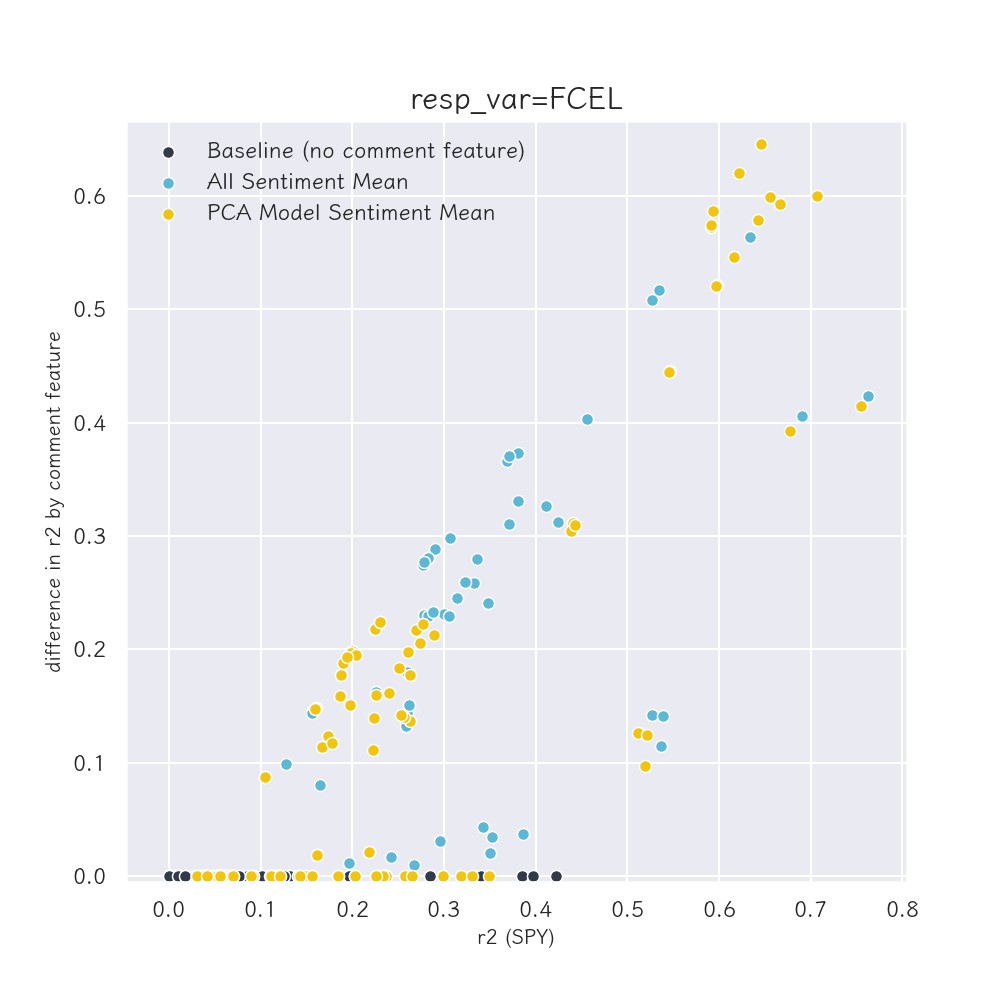 resp_var=FCEL
Baseline (no comment feature)
All Sentiment Mean
PCA Model Sentiment Mean
difference in r2 by comment feature
0.6
0.5
0.4
0.3
0.2
0.1
0.0
0.0 0.1 0.2 0.3 0.4 0.5 0.6 0.7 0.8
r2 (SPY)